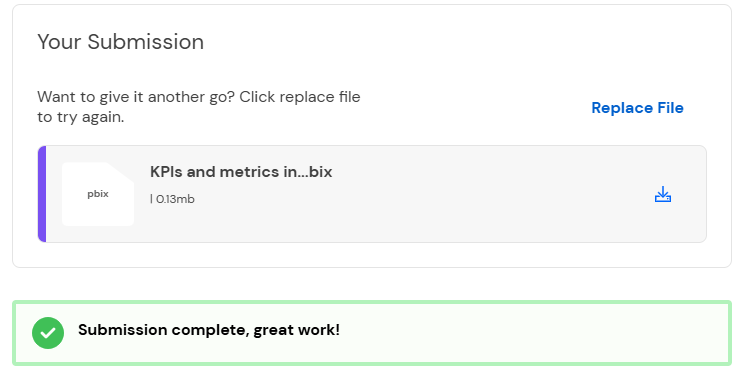 Your Submission
Want to give it another go? Click replace file
to try again.
Replace File
pbix
KPIs and metrics in...bix
| 0.13mb
Submission complete, great work!